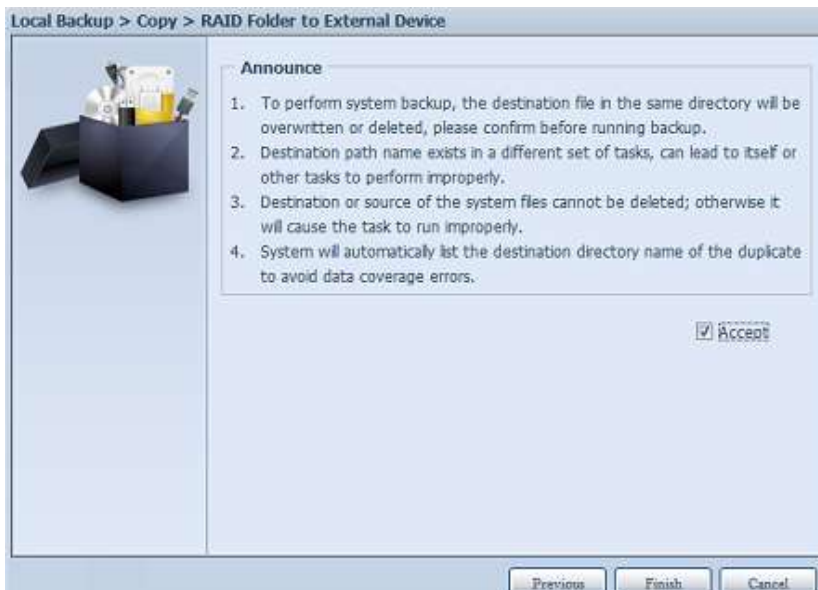 Local Backup > Copy > RAID Folder to External Device
Announce
1. To perform system backup, the destination file in the same directory will be
overwritten or deleted, please confirm before running backup.
2. Destination path name exists in a different set of tasks, can lead to itself or
other tasks to perform improperly.
3. Destination or source of the system files cannot be deleted; otherwise it
will cause the task to run improperly.
4. System will automatically list the destination directory name of the duplicate
to avoid data coverage errors.
Accept
Previous Finish Cancel